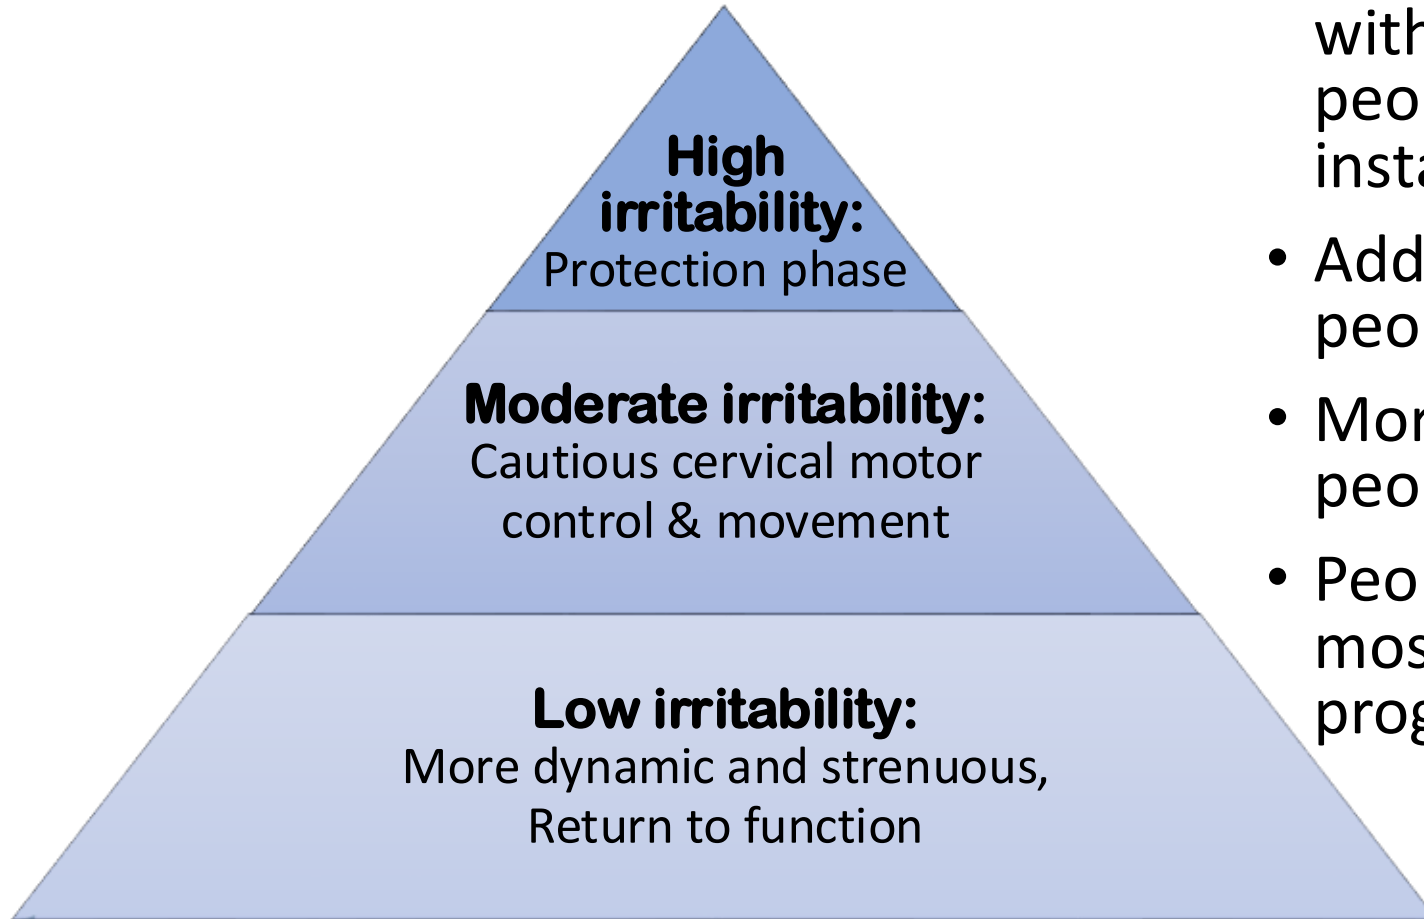 High
irritability:
Protection phase
Moderate irritability:
Cautious cervical motor
control & movement
Low irritability:
More dynamic and strenuous,
Return to function
• Add